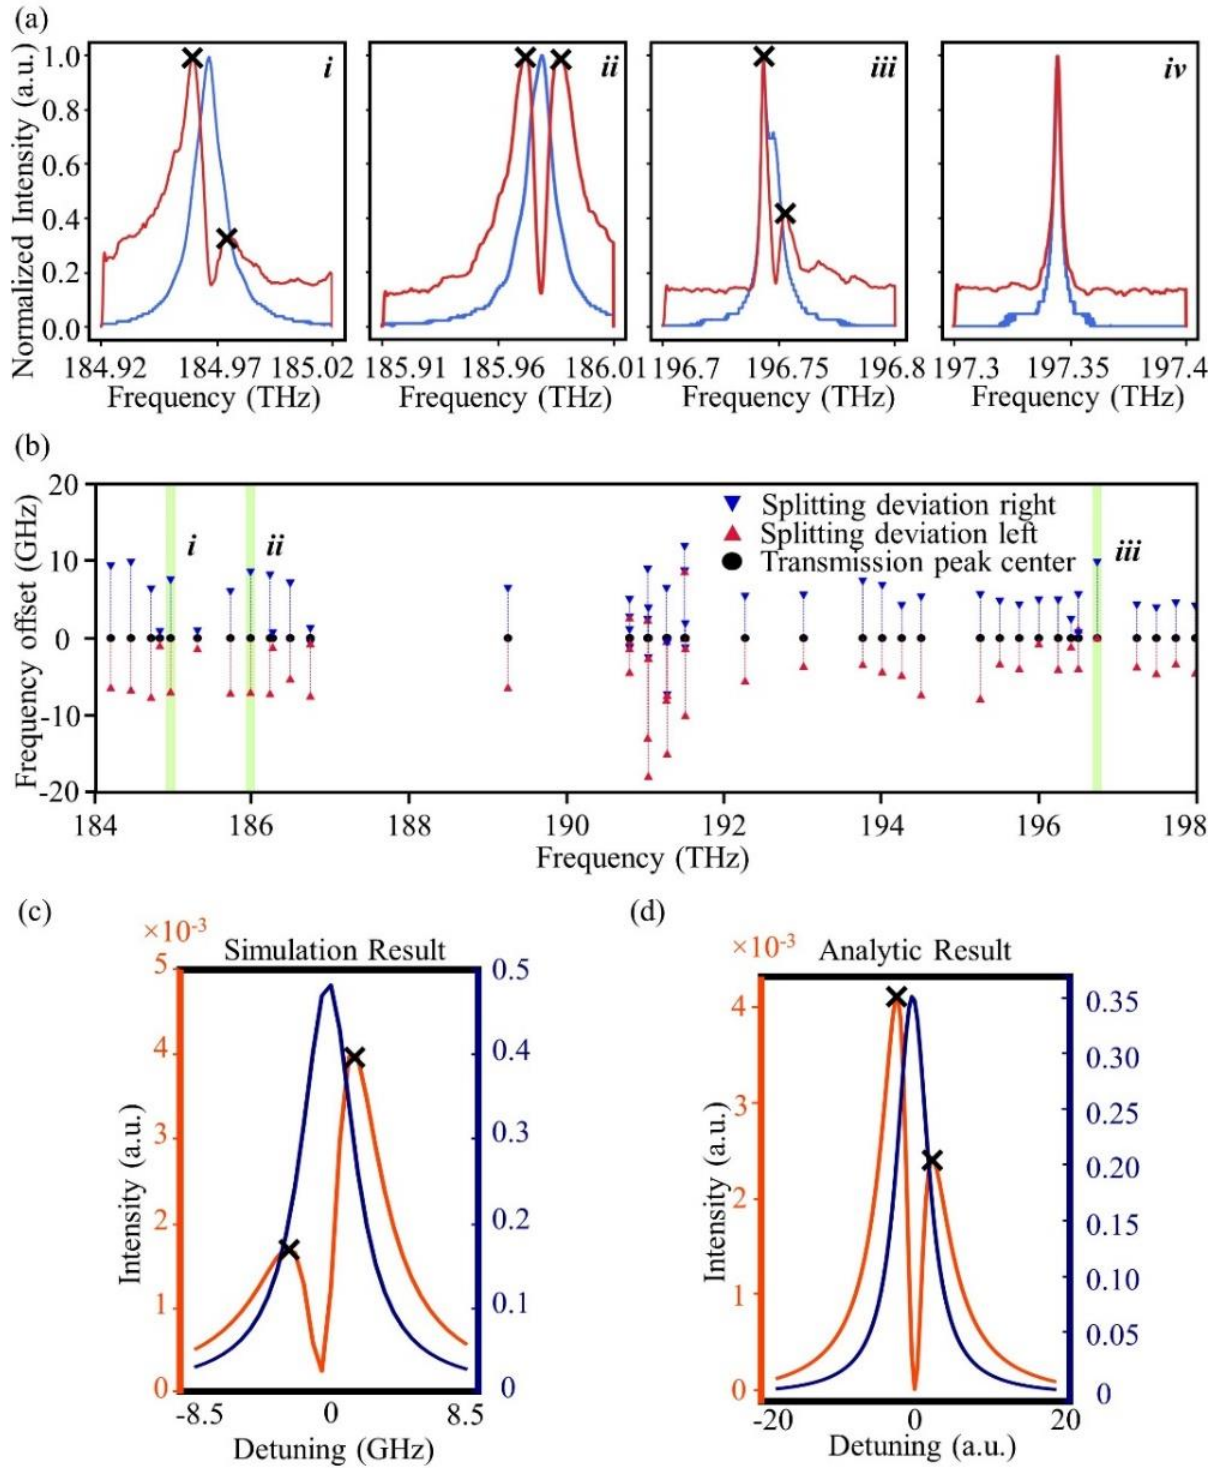 (a)
Normalized Intensity (a.u.)
1.0
0.8
0.6
0.4
0.2
0.0
i
ii
iii
iv
184.92 184.97 185.02
185.91 185.96 186.01
196.7 196.75 196.8
197.3 197.35 197.4
Frequency (THz)
Frequency (THz)
Frequency (THz)
Frequency (THz)
(b)
Frequency offset (GHz)
20
10
0
-10
-20
i
ii
iii
Splitting deviation right
Splitting deviation left
Transmission peak center
184 186 188 190 192 194 196 198
Frequency (THz)
(c)
×10-3
Simulation Result
Intensity (a.u.)
5
4
3
2
1
0
0.5
0.4
0.3
0.2
0.1
0
-8.5 0 8.5
Detuning (GHz)
(d)
×10-3
Analytic Result
Intensity (a.u.)
4
3
2
1
0
0.35
0.30
0.25
0.20
0.15
0.10
0.05
0
-20 0 20
Detuning (a.u.)